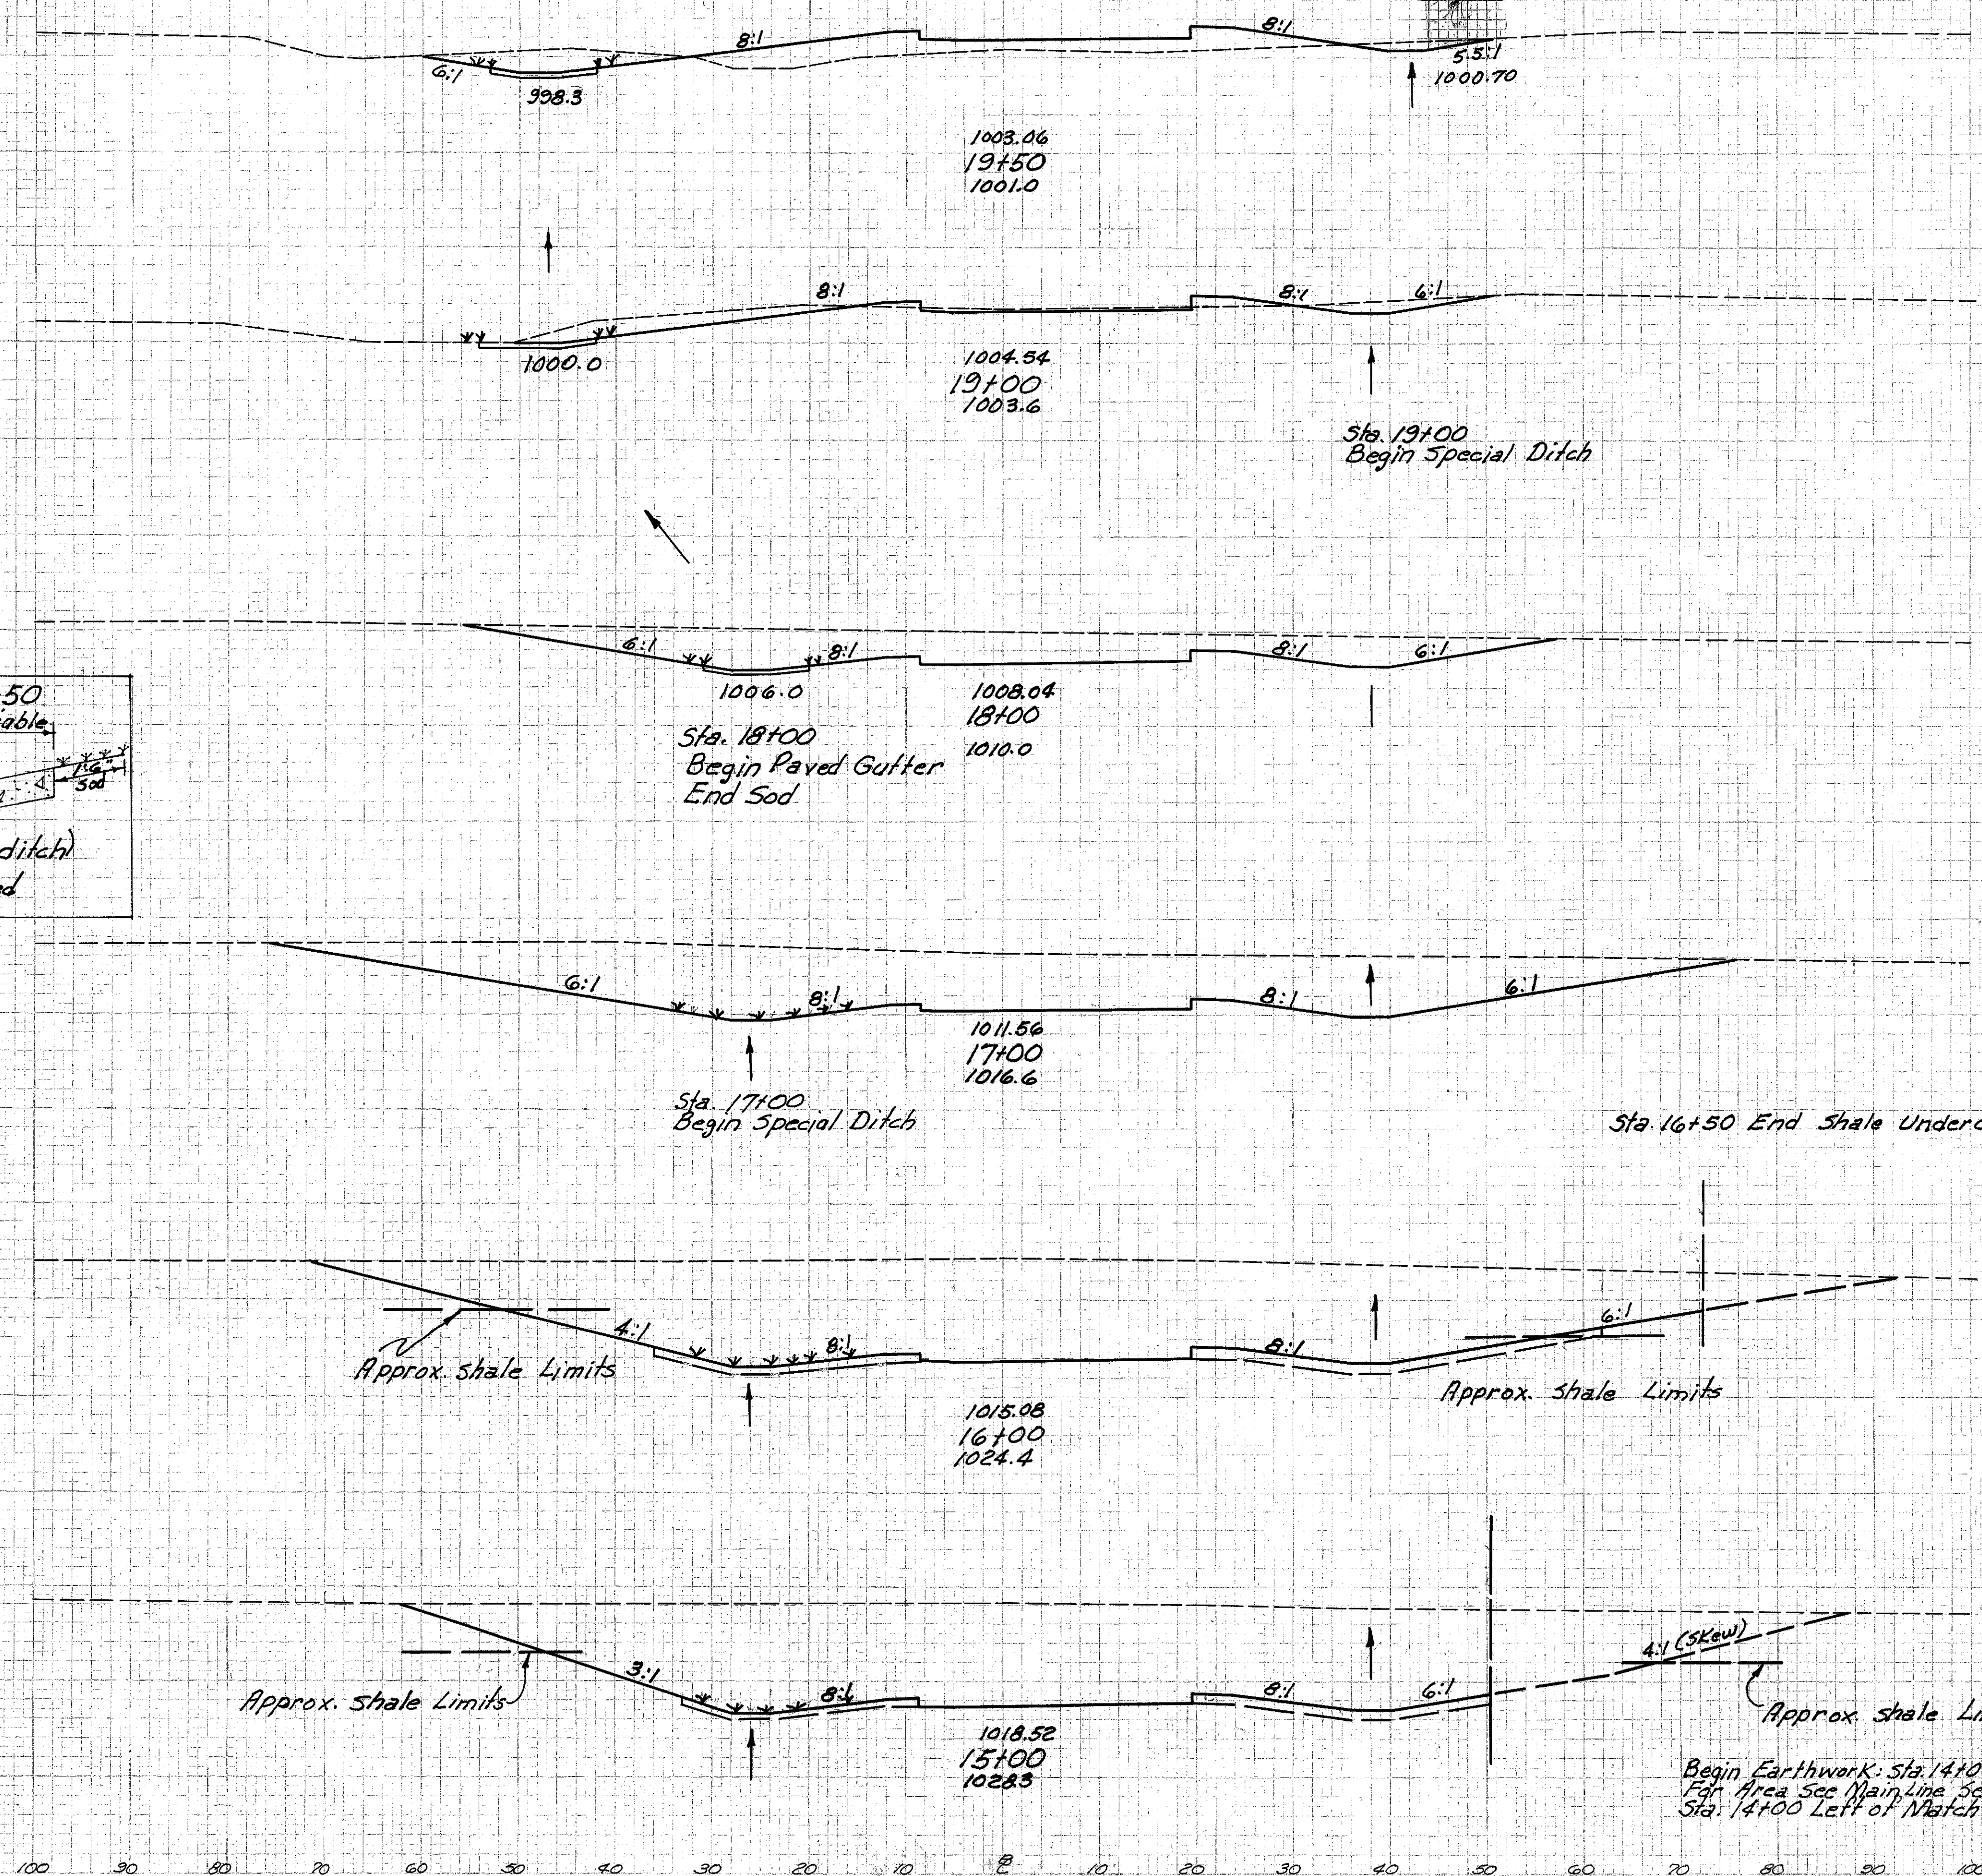 8:1
8:1
6:1
5.5:1
998.3
1000.70
1003.06
19+50
1001.0
8:1
8:1
6:1
1000.0
1004.54
19+00
1003.6
Sta. 19+00
Begin Special Ditch
6:1
8:1
8:1
6:1
1006.0
1008.04
18+00
1010.0
Sta. 18+00
Begin Paved Gutter
End Sod
50
able
1'6"
Sod
ditch)
ed
6:1
8:1
8:1
6:1
1011.56
17+00
1016.6
Sta. 17+00
Begin Special Ditch
Sta. 16+50 End Shale Underc
4:1
8:1
8:1
6:1
Approx. Shale Limits
Approx. Shale Limits
1015.08
16+00
1024.4
3:1
8:1
8:1
6:1
4:1 (Skew)
Approx. Shale Limits
Approx. Shale Li
1018.52
15+00
1028.3
Begin Earthwork: Sta. 14+0
For Area See Main Line Se
Sta. 14+00 Left of Match
100 90 80 70 60 50 40 30 20 10 ℄ 10 20 30 40 50 60 70 80 90 100